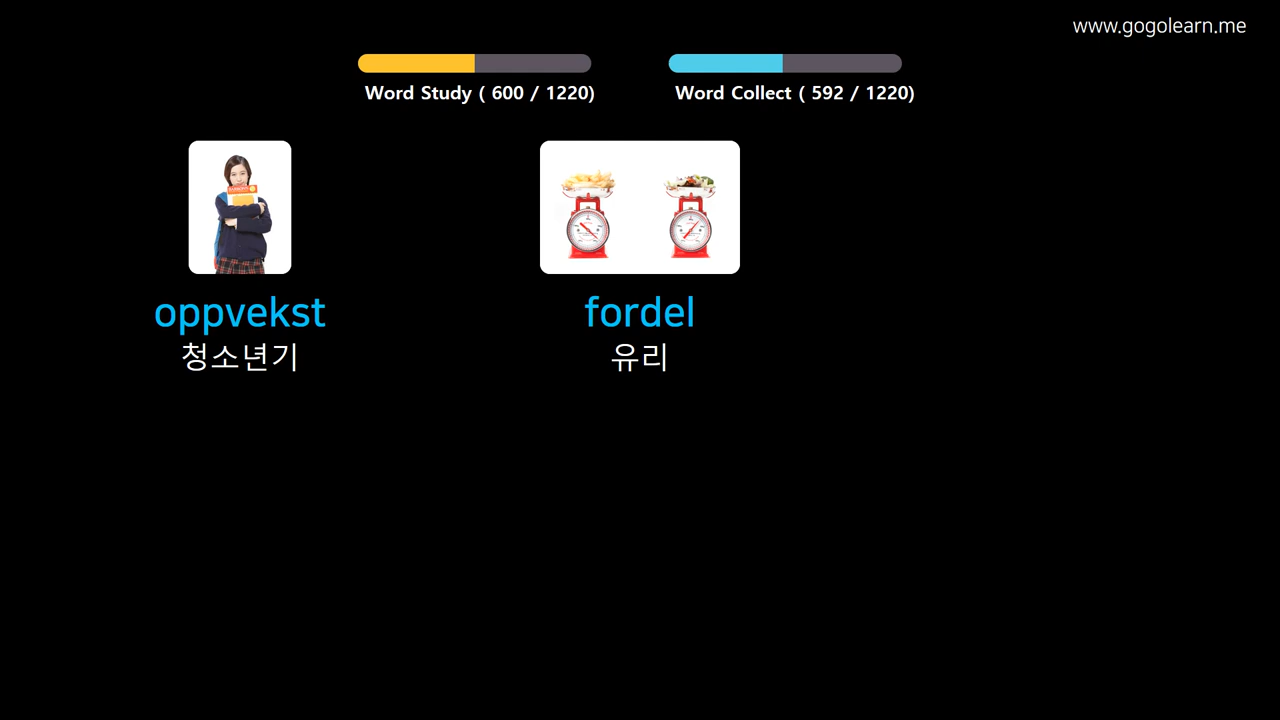 www.gogolearn.me
Word Study ( 600 / 1220)
Word Collect ( 592 / 1220)
oppvekst
청소년기
fordel
유리